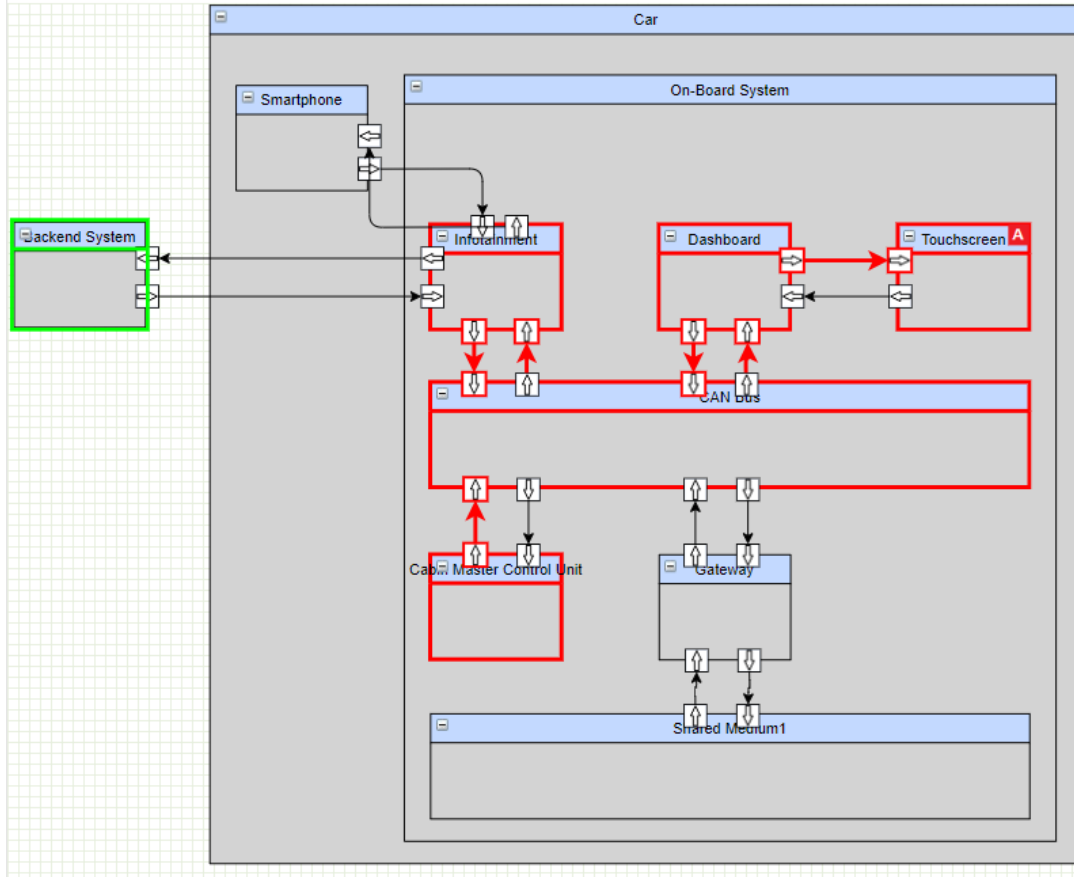 Car
On-Board System
Smartphone
Backend System
Infotainment
Dashboard
Touchscreen
A
CAN Bus
Cabin Master Control Unit
Gateway
Shared Medium1